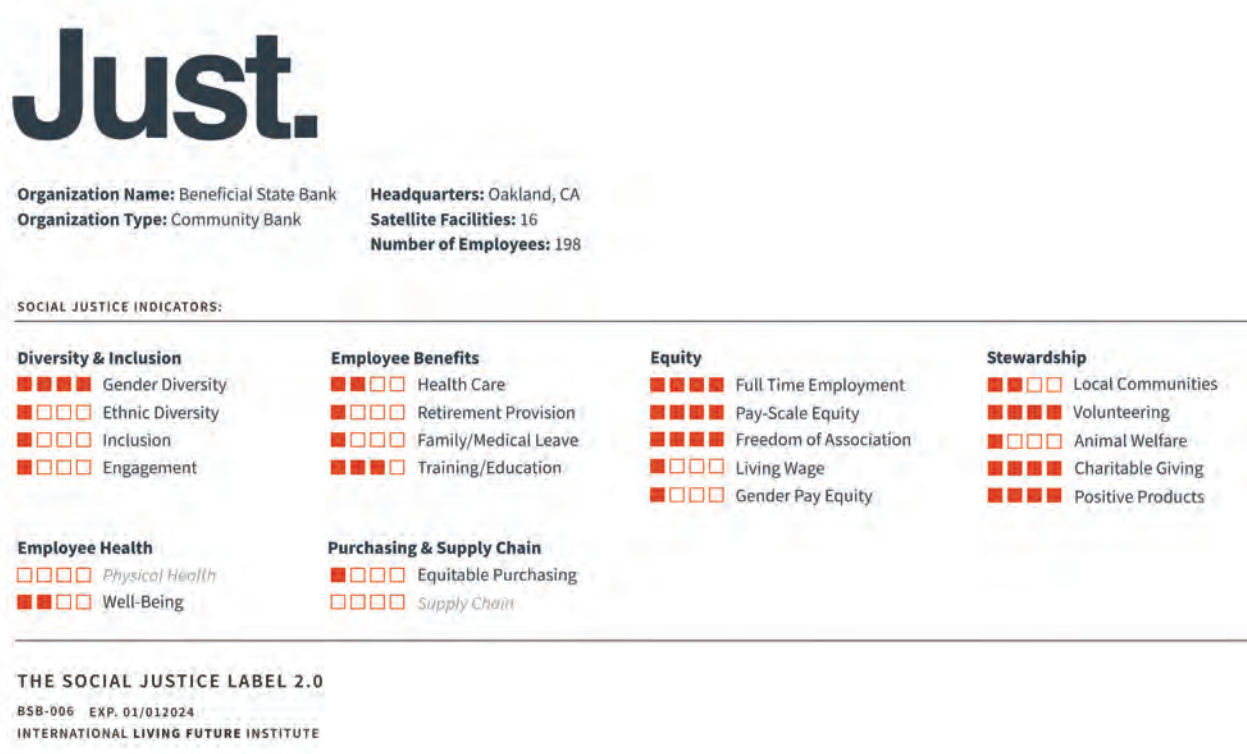 Just.
Organization Name: Beneficial State Bank
Organization Type: Community Bank
Headquarters: Oakland, CA
Satellite Facilities: 16
Number of Employees: 198
SOCIAL JUSTICE INDICATORS:
Diversity & Inclusion
Gender Diversity
Ethnic Diversity
Inclusion
Engagement
Employee Benefits
Health Care
Retirement Provision
Family/Medical Leave
Training/Education
Equity
Full Time Employment
Pay-Scale Equity
Freedom of Association
Living Wage
Gender Pay Equity
Stewardship
Local Communities
Volunteering
Animal Welfare
Charitable Giving
Positive Products
Employee Health
Physical Health
Well-Being
Purchasing & Supply Chain
Equitable Purchasing
Supply Chain
THE SOCIAL JUSTICE LABEL 2.0
BSB-006 EXP. 01/012024
INTERNATIONAL LIVING FUTURE INSTITUTE